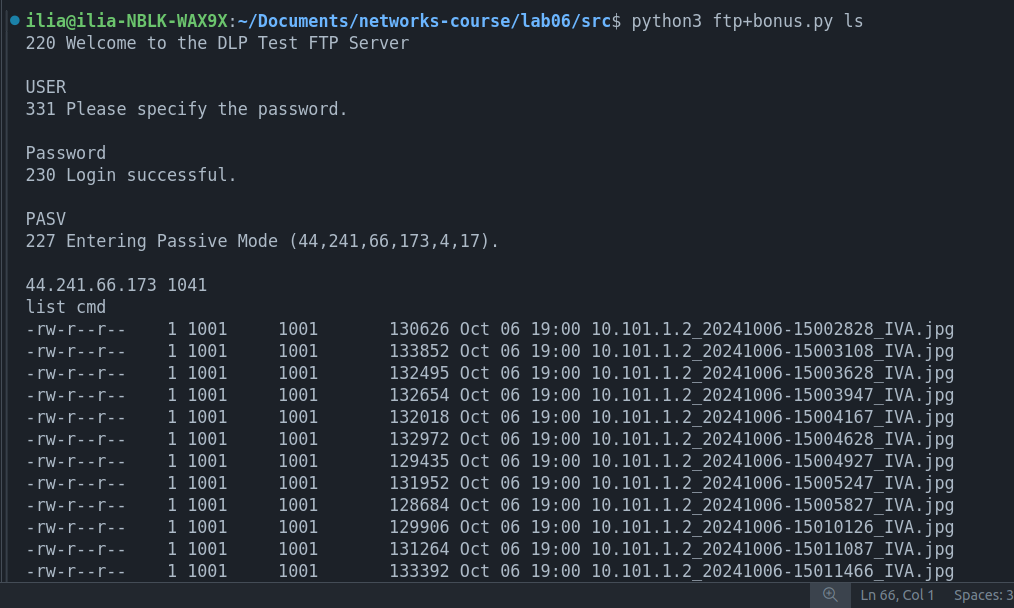 ilia@ilia-NBLK-WAX9X:~/Documents/networks-course/lab06/src$ python3 ftp+bonus.py ls
220 Welcome to the DLP Test FTP Server
USER
331 Please specify the password.
Password
230 Login successful.
PASV
227 Entering Passive Mode (44,241,66,173,4,17).
44.241.66.173 1041
list cmd
-rw-r--r--    1 1001     1001       130626 Oct 06 19:00 10.101.1.2_20241006-15002828_IVA.jpg
-rw-r--r--    1 1001     1001       133852 Oct 06 19:00 10.101.1.2_20241006-15003108_IVA.jpg
-rw-r--r--    1 1001     1001       132495 Oct 06 19:00 10.101.1.2_20241006-15003628_IVA.jpg
-rw-r--r--    1 1001     1001       132654 Oct 06 19:00 10.101.1.2_20241006-15003947_IVA.jpg
-rw-r--r--    1 1001     1001       132018 Oct 06 19:00 10.101.1.2_20241006-15004167_IVA.jpg
-rw-r--r--    1 1001     1001       132972 Oct 06 19:00 10.101.1.2_20241006-15004628_IVA.jpg
-rw-r--r--    1 1001     1001       129435 Oct 06 19:00 10.101.1.2_20241006-15004927_IVA.jpg
-rw-r--r--    1 1001     1001       131952 Oct 06 19:00 10.101.1.2_20241006-15005247_IVA.jpg
-rw-r--r--    1 1001     1001       128684 Oct 06 19:00 10.101.1.2_20241006-15005827_IVA.jpg
-rw-r--r--    1 1001     1001       129906 Oct 06 19:00 10.101.1.2_20241006-15010126_IVA.jpg
-rw-r--r--    1 1001     1001       131264 Oct 06 19:00 10.101.1.2_20241006-15011087_IVA.jpg
-rw-r--r--    1 1001     1001       133392 Oct 06 19:00 10.101.1.2_20241006-15011466_IVA.jpg
Ln 66, Col 1    Spaces: 3